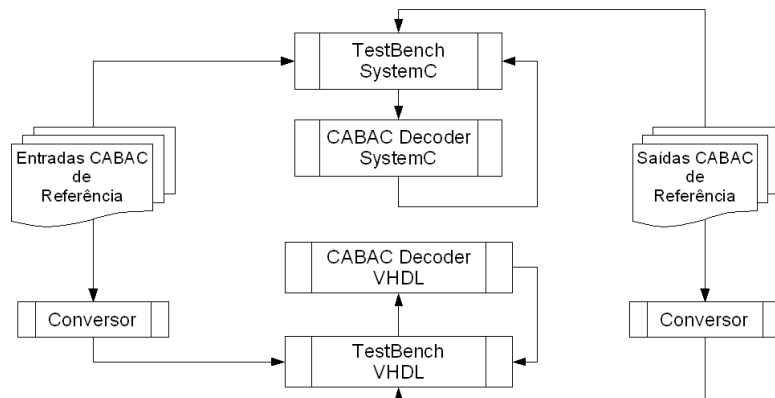 TestBench
SystemC
CABAC Decoder
SystemC
Entradas CABAC
de
Referência
Saídas CABAC
de
Referência
CABAC Decoder
VHDL
Conversor
Conversor
TestBench
VHDL